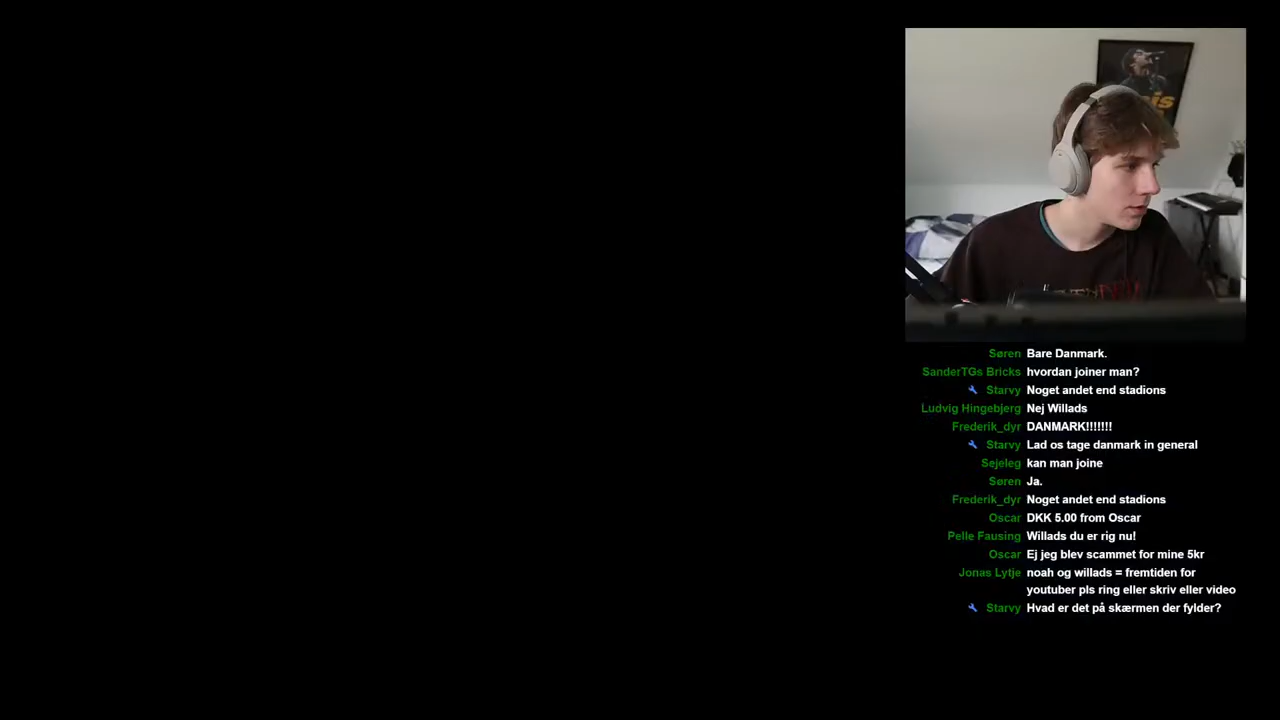 Søren Bare Danmark.
SanderTGs Bricks hvordan joiner man?
Starvy Noget andet end stadions
Ludvig Hingebjerg Nej Willads
Frederik_dyr DANMARK!!!!!!!
Starvy Lad os tage danmark in general
Sejeleg kan man joine
Søren Ja.
Frederik_dyr Noget andet end stadions
Oscar DKK 5.00 from Oscar
Pelle Fausing Willads du er rig nu!
Oscar Ej jeg blev scammet for mine 5kr
Jonas Lytje noah og willads = fremtiden for
youtuber pls ring eller skriv eller video
Starvy Hvad er det på skærmen der fylder?